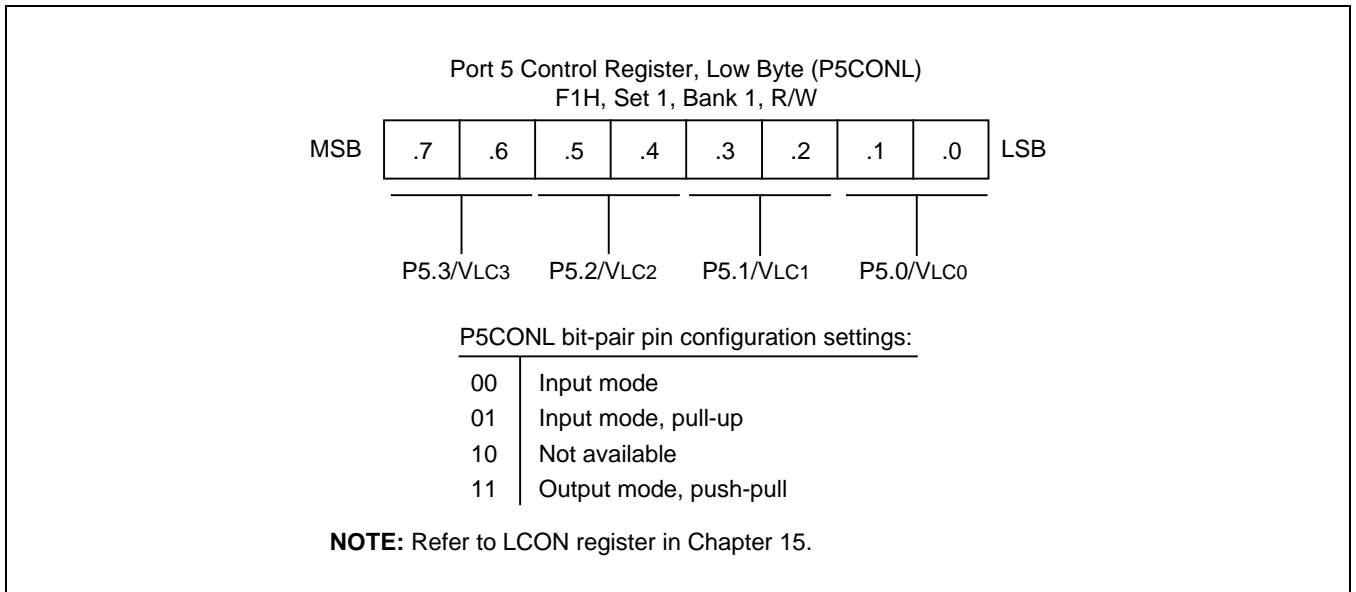 Port 5 Control Register, Low Byte (P5CONL)
F1H, Set 1, Bank 1, R/W
MSB .7 .6 .5 .4 .3 .2 .1 .0 LSB
P5.3/VLC3 P5.2/VLC2 P5.1/VLC1 P5.0/VLC0
P5CONL bit-pair pin configuration settings:
00 Input mode
01 Input mode, pull-up
10 Not available
11 Output mode, push-pull
NOTE: Refer to LCON register in Chapter 15.